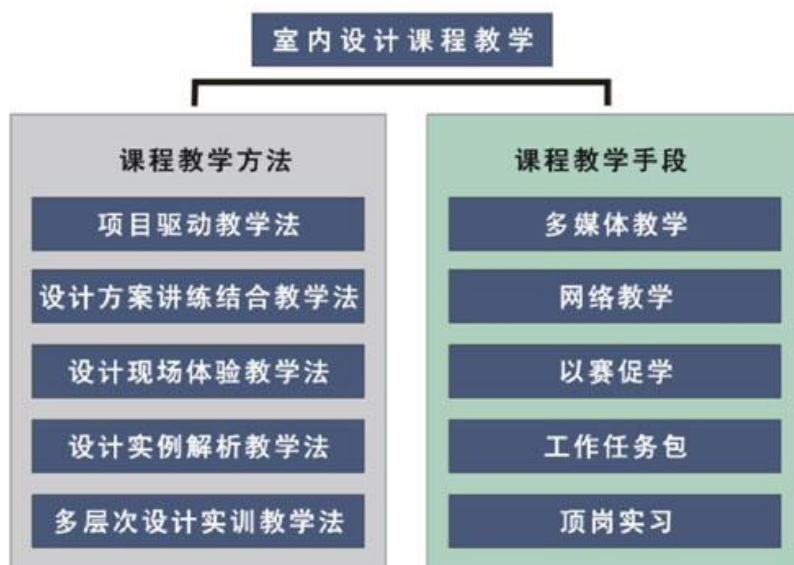 室内设计课程教学
课程教学方法
项目驱动教学法
设计方案讲练结合教学法
设计现场体验教学法
设计实例解析教学法
多层次设计实训教学法
课程教学手段
多媒体教学
网络教学
以赛促学
工作任务包
顶岗实习